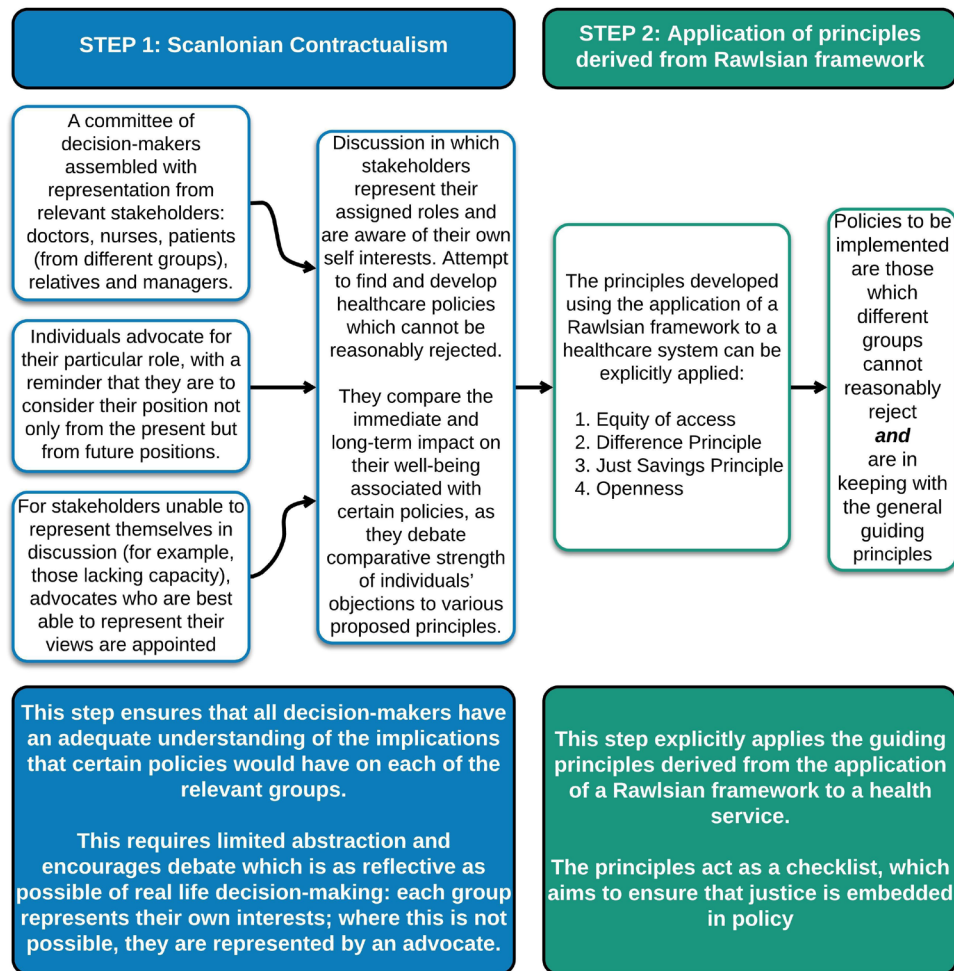 STEP 1: Scanlonian Contractualism
STEP 2: Application of principles
derived from Rawlsian framework
A committee of
decision-makers
assembled with
representation from
relevant stakeholders:
doctors, nurses, patients
(from different groups),
relatives and managers.
Individuals advocate for
their particular role, with a
reminder that they are to
consider their position not
only from the present but
from future positions.
For stakeholders unable to
represent themselves in
discussion (for example,
those lacking capacity),
advocates who are best
able to represent their
views are appointed
Discussion in which
stakeholders
represent their
assigned roles and
are aware of their own
self interests. Attempt
to find and develop
healthcare policies
which cannot be
reasonably rejected.
They compare the
immediate and
long-term impact on
their well-being
associated with
certain policies, as
they debate
comparative strength
of individuals’
objections to various
proposed principles.
The principles developed
using the application of a
Rawlsian framework to a
healthcare system can be
explicitly applied:
1. Equity of access
2. Difference Principle
3. Just Savings Principle
4. Openness
Policies to be
implemented
are those
which
different
groups
cannot
reasonably
reject
and
are in
keeping with
the general
guiding
principles
This step ensures that all decision-makers have
an adequate understanding of the implications
that certain policies would have on each of the
relevant groups.
This requires limited abstraction and
encourages debate which is as reflective as
possible of real life decision-making: each group
represents their own interests; where this is not
possible, they are represented by an advocate.
This step explicitly applies the guiding
principles derived from the application
of a Rawlsian framework to a health
service.
The principles act as a checklist, which
aims to ensure that justice is embedded
in policy